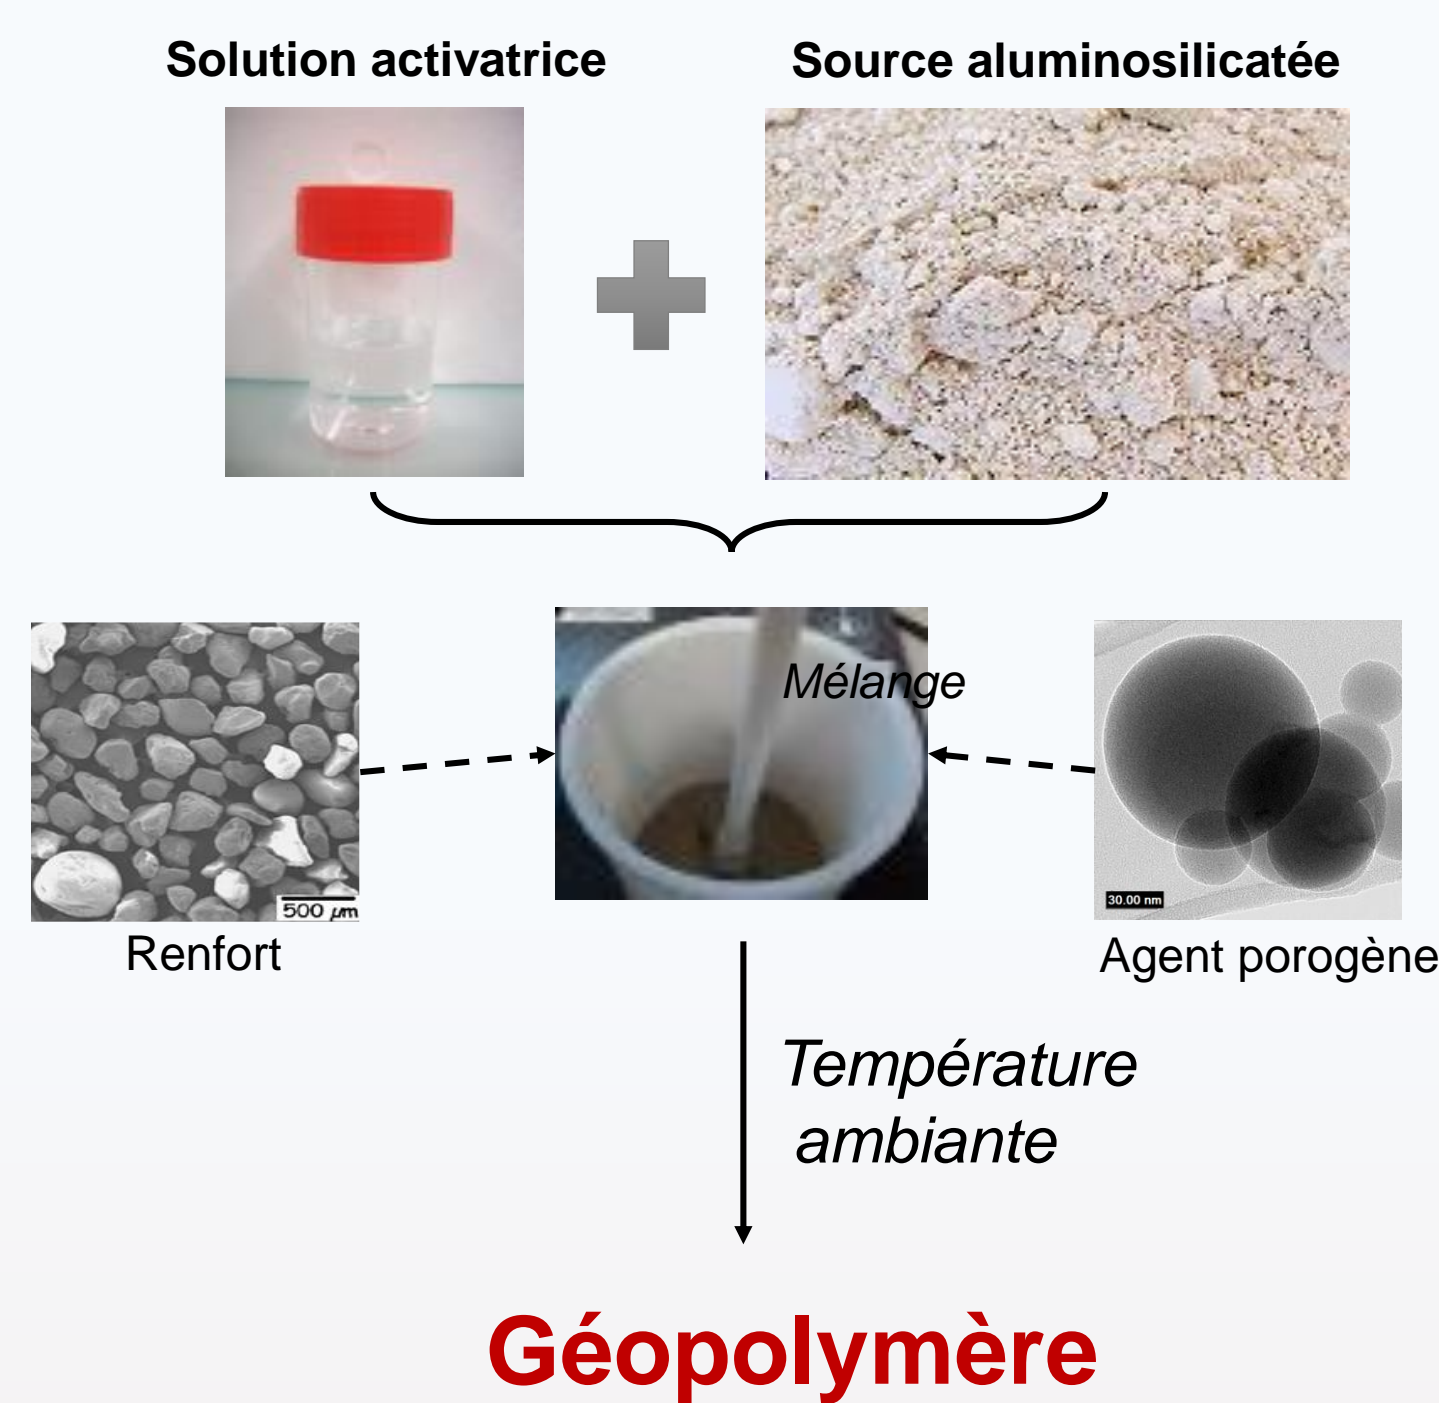 Solution activatrice
Source aluminosilicatée
Mélange
500 µm
30.00 nm
Renfort
Agent porogène
Température
ambiante
Géopolymère